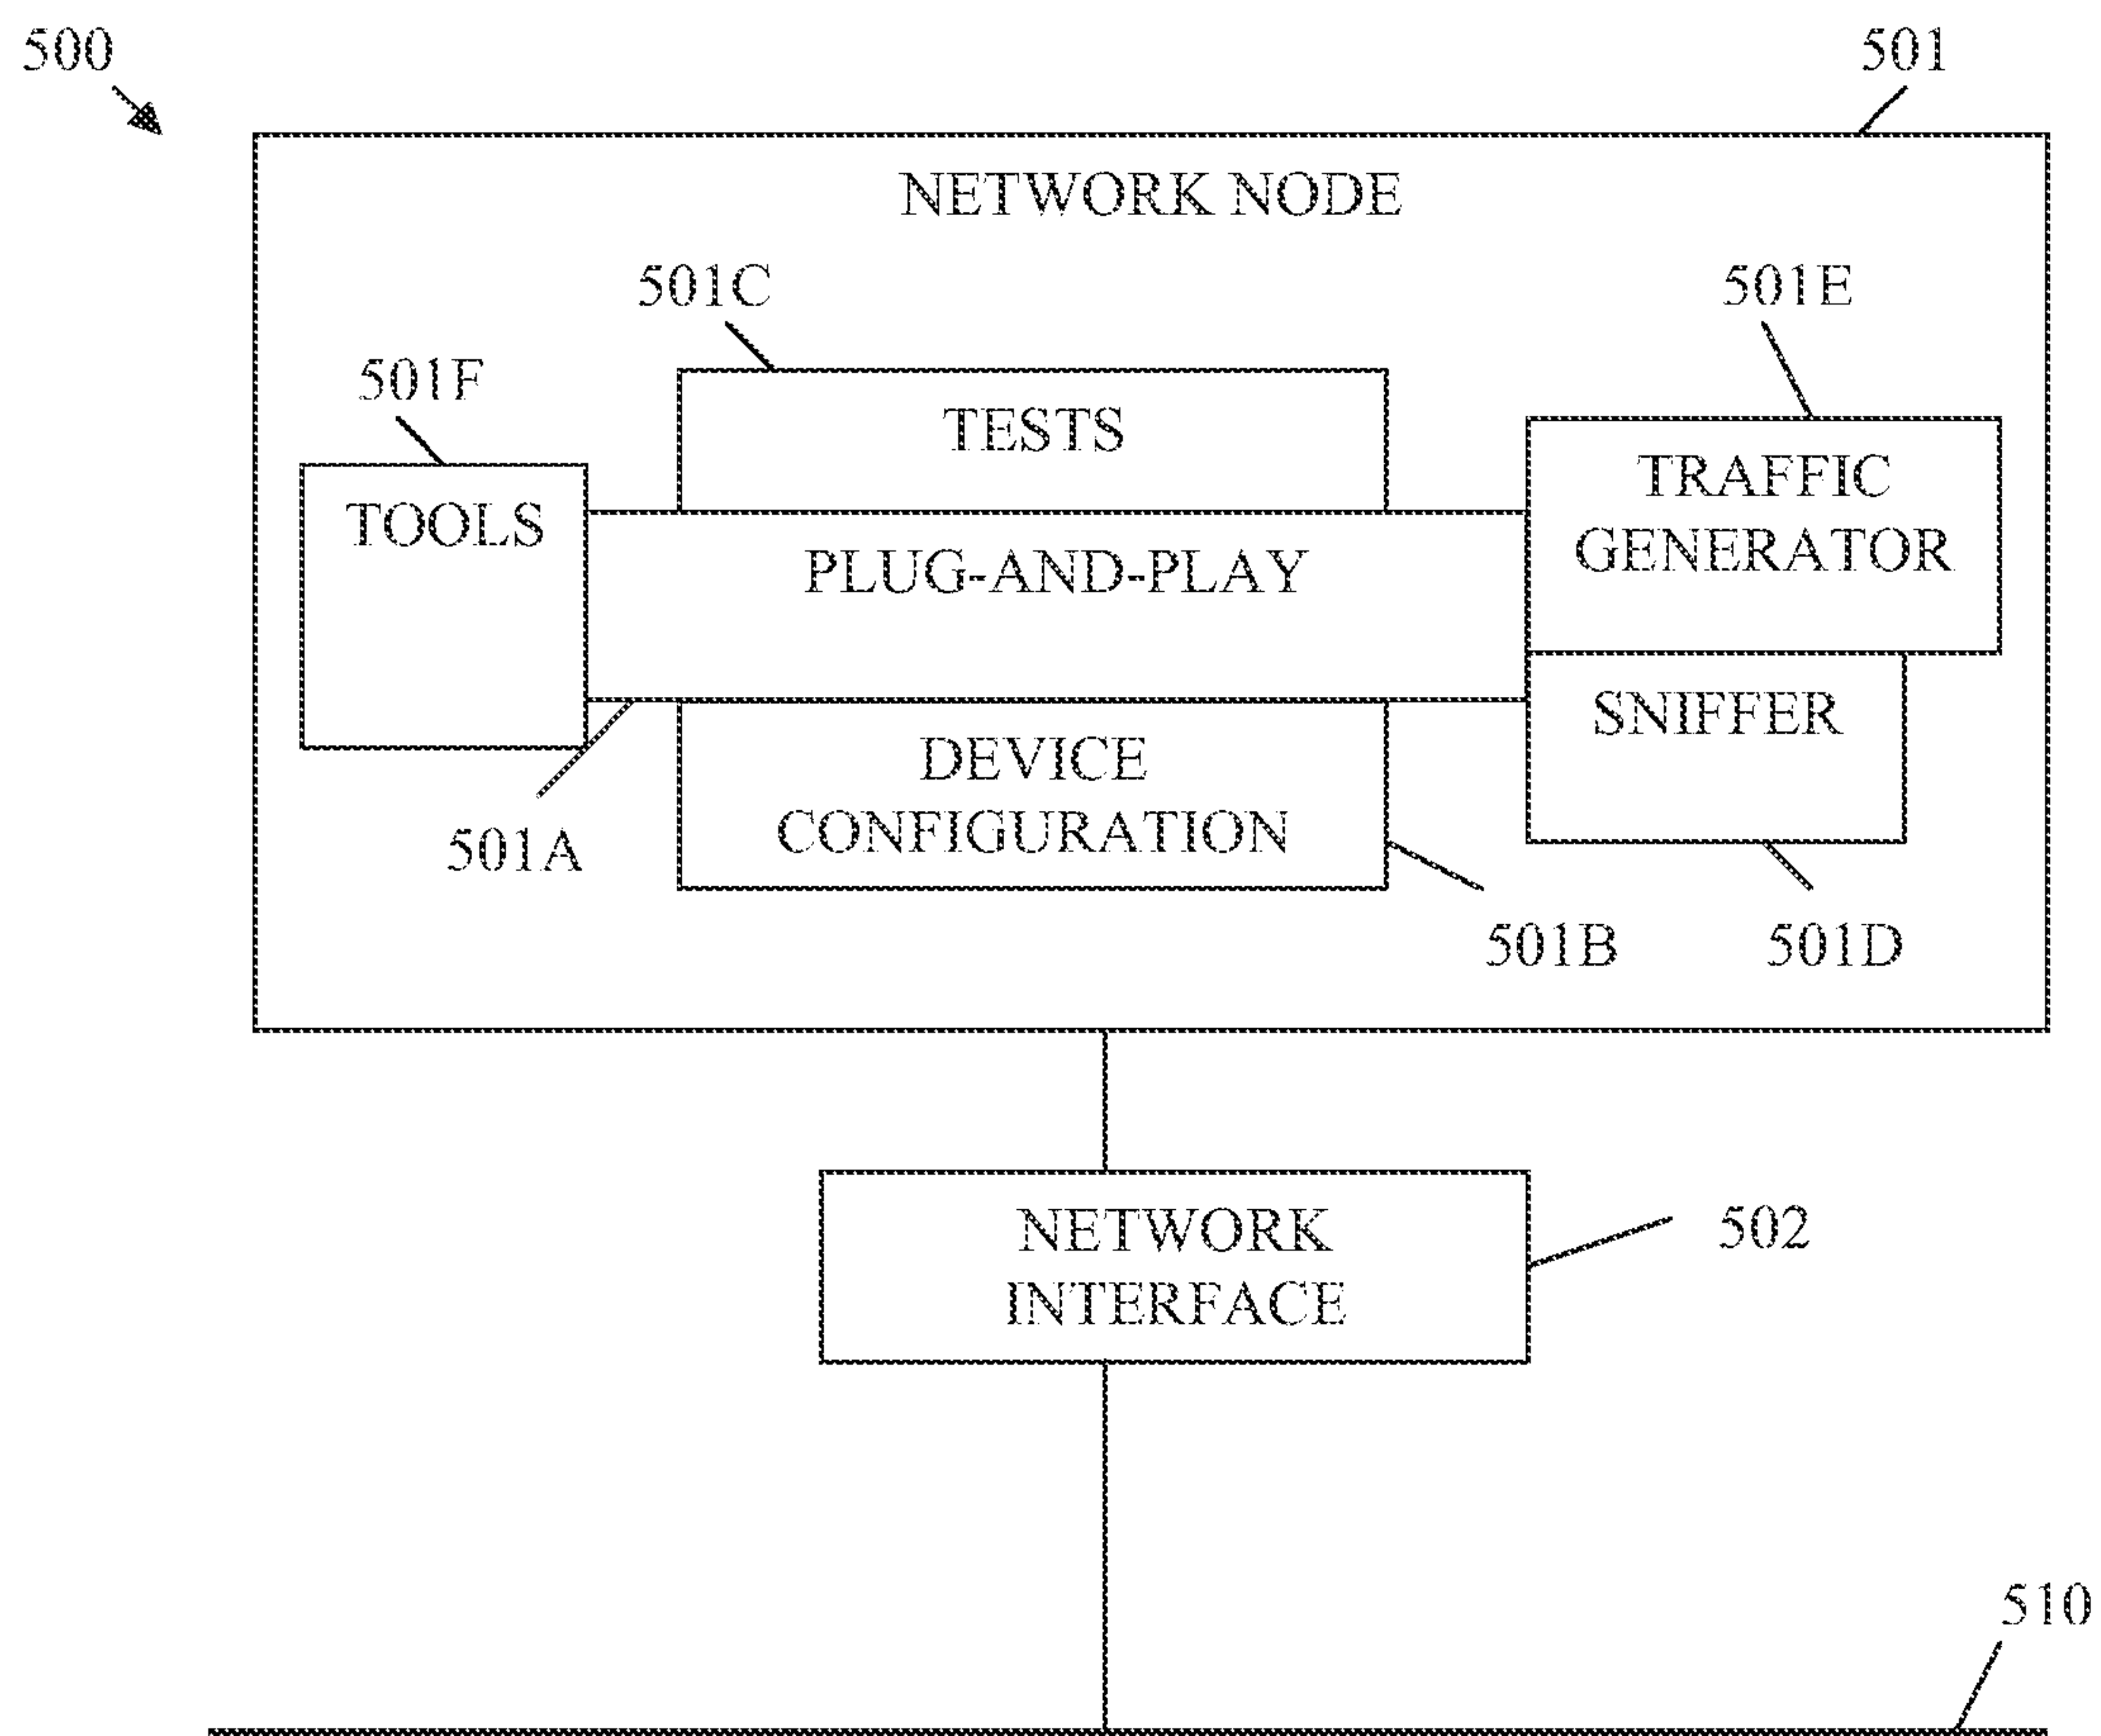 500
501
NETWORK NODE
501C
501E
501F
TESTS
TRAFFIC
GENERATOR
TOOLS
PLUG-AND-PLAY
SNIFFER
DEVICE
CONFIGURATION
501A
501B
501D
NETWORK
INTERFACE
502
510